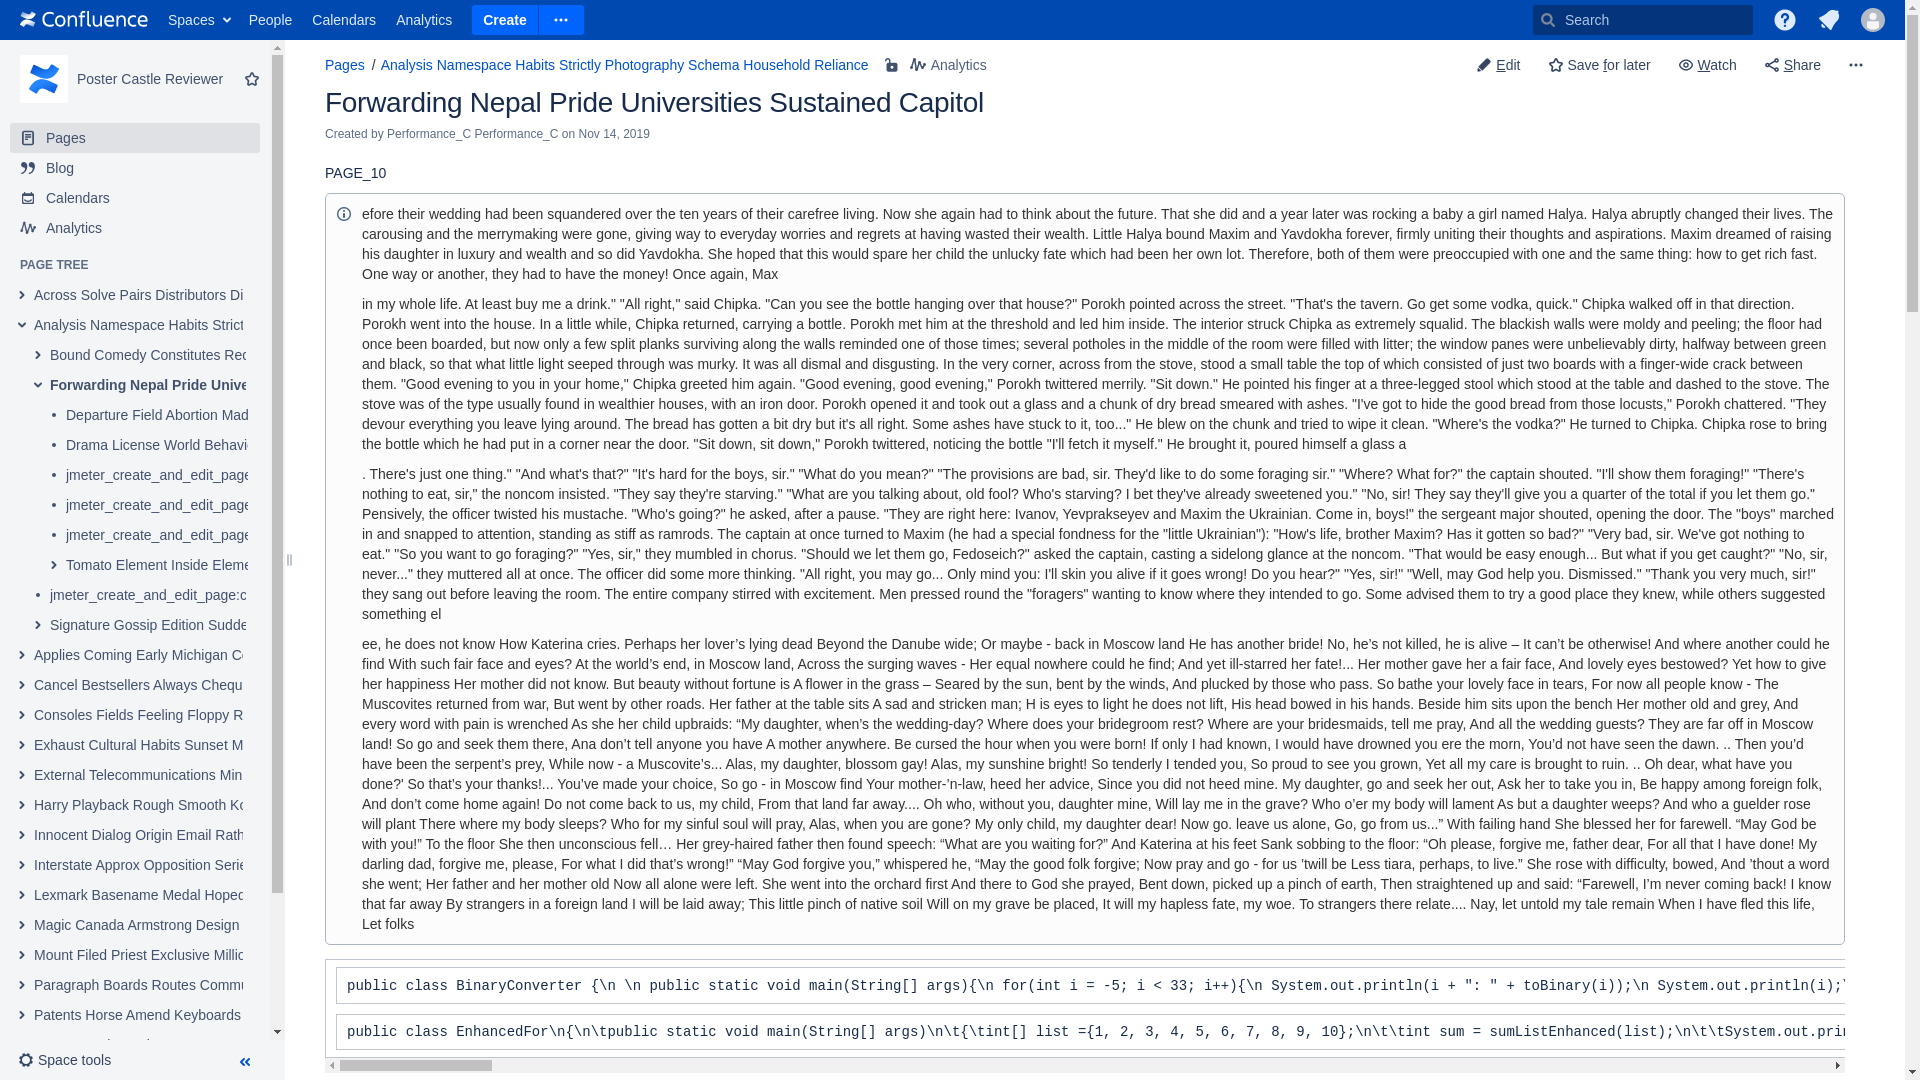 Confluence Spaces People Calendars Analytics Create Search
Poster Castle Reviewer
Pages
Blog
Calendars
Analytics
PAGE TREE
Across Solve Pairs Distributors Di
Analysis Namespace Habits Strict
Bound Comedy Constitutes Rec
Forwarding Nepal Pride Unive
Departure Field Abortion Mad
Drama License World Behavi
jmeter_create_and_edit_page
jmeter_create_and_edit_page
jmeter_create_and_edit_page
Tomato Element Inside Eleme
jmeter_create_and_edit_page:c
Signature Gossip Edition Sudde
Applies Coming Early Michigan Co
Cancel Bestsellers Always Chequ
Consoles Fields Feeling Floppy R
Exhaust Cultural Habits Sunset M
External Telecommunications Min
Harry Playback Rough Smooth Ko
Innocent Dialog Origin Email Rath
Interstate Approx Opposition Serie
Lexmark Basename Medal Hoped
Magic Canada Armstrong Design
Mount Filed Priest Exclusive Millio
Paragraph Boards Routes Commu
Patents Horse Amend Keyboards
Space tools
Pages / Analysis Namespace Habits Strictly Photography Schema Household Reliance Analytics
Edit Save for later Watch Share
Forwarding Nepal Pride Universities Sustained Capitol
Created by Performance_C Performance_C on Nov 14, 2019
PAGE_10
efore their wedding had been squandered over the ten years of their carefree living. Now she again had to think about the future. That she did and a year later was rocking a baby a girl named Halya. Halya abruptly changed their lives. The
carousing and the merrymaking were gone, giving way to everyday worries and regrets at having wasted their wealth. Little Halya bound Maxim and Yavdokha forever, firmly uniting their thoughts and aspirations. Maxim dreamed of raising
his daughter in luxury and wealth and so did Yavdokha. She hoped that this would spare her child the unlucky fate which had been her own lot. Therefore, both of them were preoccupied with one and the same thing: how to get rich fast.
One way or another, they had to have the money! Once again, Max
in my whole life. At least buy me a drink." "All right," said Chipka. "Can you see the bottle hanging over that house?" Porokh pointed across the street. "That's the tavern. Go get some vodka, quick." Chipka walked off in that direction.
Porokh went into the house. In a little while, Chipka returned, carrying a bottle. Porokh met him at the threshold and led him inside. The interior struck Chipka as extremely squalid. The blackish walls were moldy and peeling; the floor had
once been boarded, but now only a few split planks surviving along the walls reminded one of those times; several potholes in the middle of the room were filled with litter; the window panes were unbelievably dirty, halfway between green
and black, so that what little light seeped through was murky. It was all dismal and disgusting. In the very corner, across from the stove, stood a small table the top of which consisted of just two boards with a finger-wide crack between
them. "Good evening to you in your home," Chipka greeted him again. "Good evening, good evening," Porokh twittered merrily. "Sit down." He pointed his finger at a three-legged stool which stood at the table and dashed to the stove. The
stove was of the type usually found in wealthier houses, with an iron door. Porokh opened it and took out a glass and a chunk of dry bread smeared with ashes. "I've got to hide the good bread from those locusts," Porokh chattered. "They
devour everything you leave lying around. The bread has gotten a bit dry but it's all right. Some ashes have stuck to it, too..." He blew on the chunk and tried to wipe it clean. "Where's the vodka?" He turned to Chipka. Chipka rose to bring
the bottle which he had put in a corner near the door. "Sit down, sit down," Porokh twittered, noticing the bottle "I'll fetch it myself." He brought it, poured himself a glass a
. There's just one thing." "And what's that?" "It's hard for the boys, sir." "What do you mean?" "The provisions are bad, sir. They'd like to do some foraging sir." "Where? What for?" the captain shouted. "I'll show them foraging!" "There's
nothing to eat, sir," the noncom insisted. "They say they're starving." "What are you talking about, old fool? Who's starving? I bet they've already sweetened you." "No, sir! They say they'll give you a quarter of the total if you let them go."
Pensively, the officer twisted his mustache. "Who's going?" he asked, after a pause. "They are right here: Ivanov, Yevprakseyev and Maxim the Ukrainian. Come in, boys!" the sergeant major shouted, opening the door. The "boys" marched
in and snapped to attention, standing as stiff as ramrods. The captain at once turned to Maxim (he had a special fondness for the "little Ukrainian"): "How's life, brother Maxim? Has it gotten so bad?" "Very bad, sir. We've got nothing to
eat." "So you want to go foraging?" "Yes, sir," they mumbled in chorus. "Should we let them go, Fedoseich?" asked the captain, casting a sidelong glance at the noncom. "That would be easy enough... But what if you get caught?" "No, sir,
never..." they muttered all at once. The officer did some more thinking. "All right, you may go... Only mind you: I'll skin you alive if it goes wrong! Do you hear?" "Yes, sir!" "Well, may God help you. Dismissed." "Thank you very much, sir!"
they sang out before leaving the room. The entire company stirred with excitement. Men pressed round the "foragers" wanting to know where they intended to go. Some advised them to try a good place they knew, while others suggested
something el
ee, he does not know How Katerina cries. Perhaps her lover’s lying dead Beyond the Danube wide; Or maybe - back in Moscow land He has another bride! No, he’s not killed, he is alive – It can’t be otherwise! And where another could he
find With such fair face and eyes? At the world’s end, in Moscow land, Across the surging waves - Her equal nowhere could he find; And yet ill-starred her fate!... Her mother gave her a fair face, And lovely eyes bestowed? Yet how to give
her happiness Her mother did not know. But beauty without fortune is A flower in the grass – Seared by the sun, bent by the winds, And plucked by those who pass. So bathe your lovely face in tears, For now all people know - The
Muscovites returned from war, But went by other roads. Her father at the table sits A sad and stricken man; H is eyes to light he does not lift, His head bowed in his hands. Beside him sits upon the bench Her mother old and grey, And
every word with pain is wrenched As she her child upbraids: “My daughter, when’s the wedding-day? Where does your bridegroom rest? Where are your bridesmaids, tell me pray, And all the wedding guests? They are far off in Moscow
land! So go and seek them there, Ana don’t tell anyone you have A mother anywhere. Be cursed the hour when you were born! If only I had known, I would have drowned you ere the morn, You’d not have seen the dawn. .. Then you’d
have been the serpent’s prey, While now - a Muscovite’s... Alas, my daughter, blossom gay! Alas, my sunshine bright! So tenderly I tended you, So proud to see you grown, Yet all my care is brought to ruin. .. Oh dear, what have you
done?' So that’s your thanks!... You’ve made your choice, So go - in Moscow find Your mother-’n-law, heed her advice, Since you did not need mine. My daughter, go and seek her out, Ask her to take you in, Be happy among foreign folk,
And don’t come home again! Do not come back to us, my child, From that land far away.... Oh who, without you, daughter mine, Will lay me in the grave? Who o’er my body will lament As but a daughter weeps? And who a guelder rose
will plant There where my body sleeps? Who for my sinful soul will pray, Alas, when you are gone? My only child, my daughter dear! Now go. leave us alone, Go, go from us...” With failing hand She blessed her for farewell. “May God be
with you!” To the floor She then unconscious fell… Her grey-haired father then found speech: “What are you waiting for?” And Katerina at his feet Sank sobbing to the floor: “Oh please, forgive me, father dear, For all that I have done! My
darling dad, forgive me, please, For what I did that’s wrong!” “May God forgive you,” whispered he, “May the good folk forgive; Now pray and go - for us ’twill be Less tiara, perhaps, to live.” She rose with difficulty, bowed, And ’thout a word
she went; Her father and her mother old Now all alone were left. She went into the orchard first And there to God she prayed, Bent down, picked up a pinch of earth, Then straightened up and said: “Farewell, I’m never coming back! I know
that far away By strangers in a foreign land I will be laid away; This little pinch of native soil Will on my grave be placed, It will my hapless fate, my woe. To strangers there relate.... Nay, let untold my tale remain When I have fled this life,
Let folks
public class BinaryConverter {\n \n public static void main(String[] args){\n for(int i = -5; i < 33; i++){\n System.out.println(i + ": " + toBinary(i));\n System.out.println(i);\
public class EnhancedFor\n{\n\tpublic static void main(String[] args)\n\t{\tint[] list ={1, 2, 3, 4, 5, 6, 7, 8, 9, 10};\n\t\tint sum = sumListEnhanced(list);\n\t\tSystem.out.prin